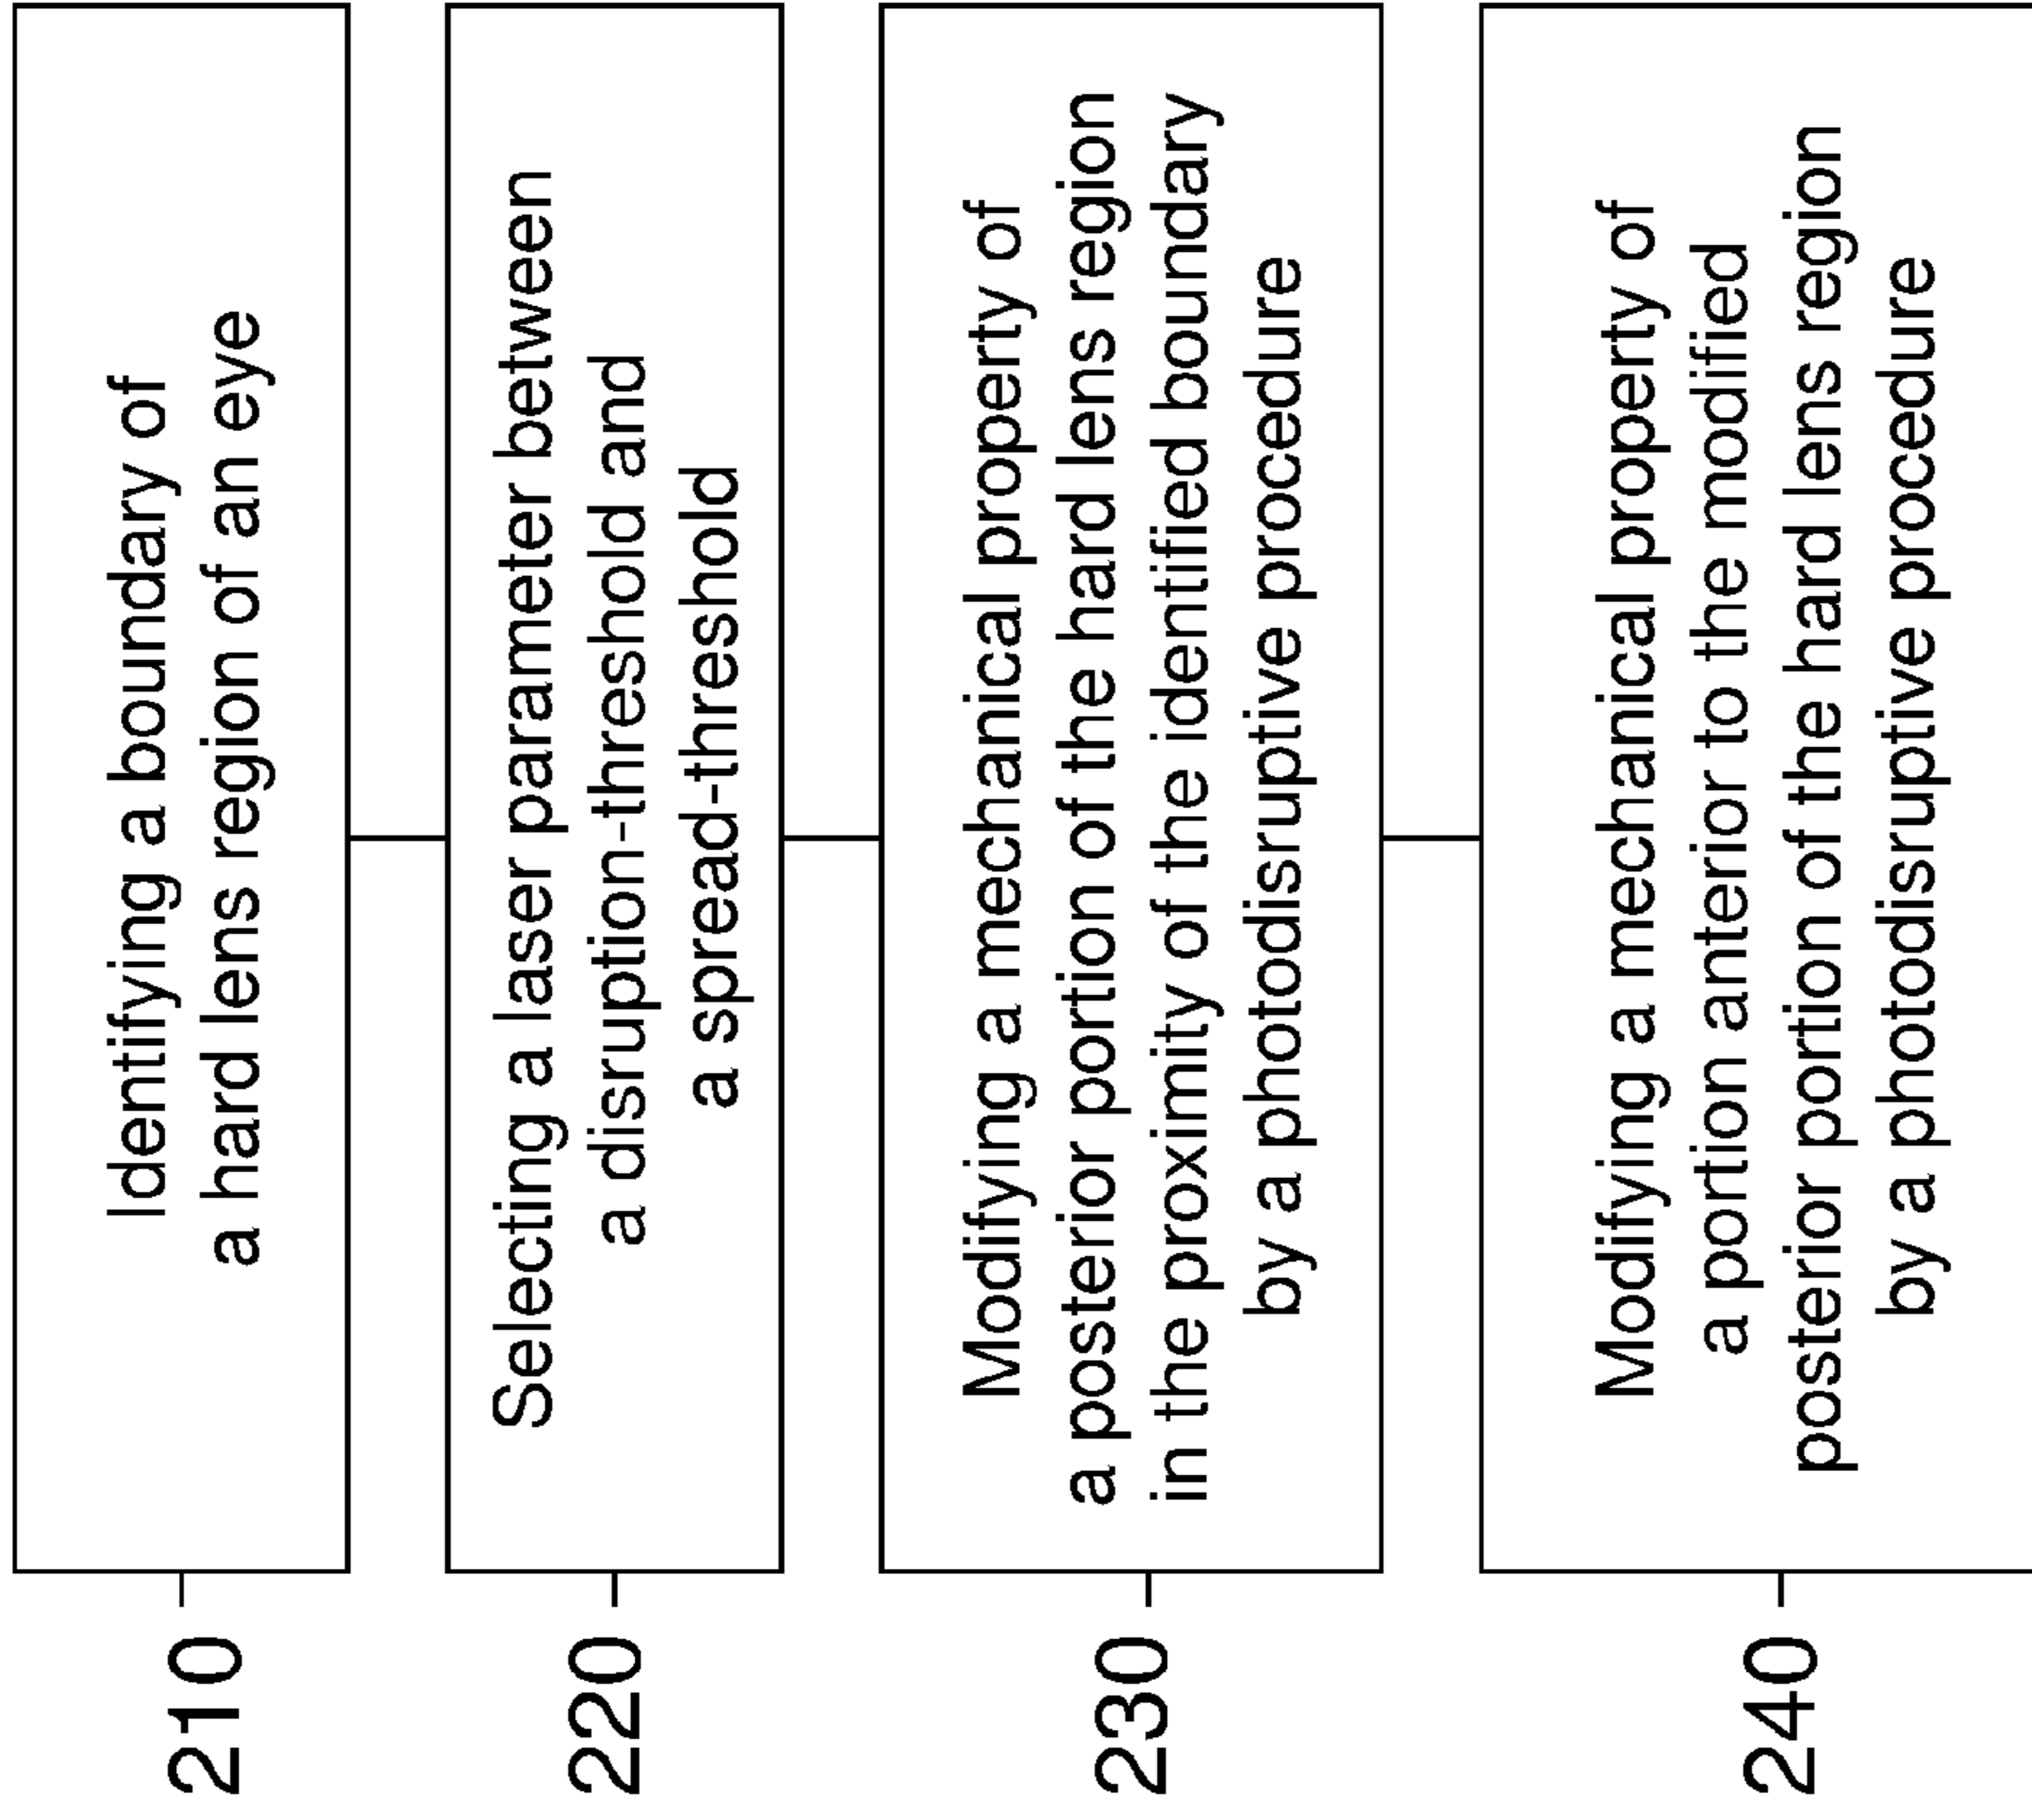 210
Identifying a boundary of
a hard lens region of an eye
220
Selecting a laser parameter between
a disruption-threshold and
a spread-threshold
230
Modifying a mechanical property of
a posterior portion of the hard lens region
in the proximity of the identified boundary
by a photodisruptive procedure
240
Modifying a mechanical property of
a portion anterior to the modified
posterior portion of the hard lens region
by a photodisruptive procedure